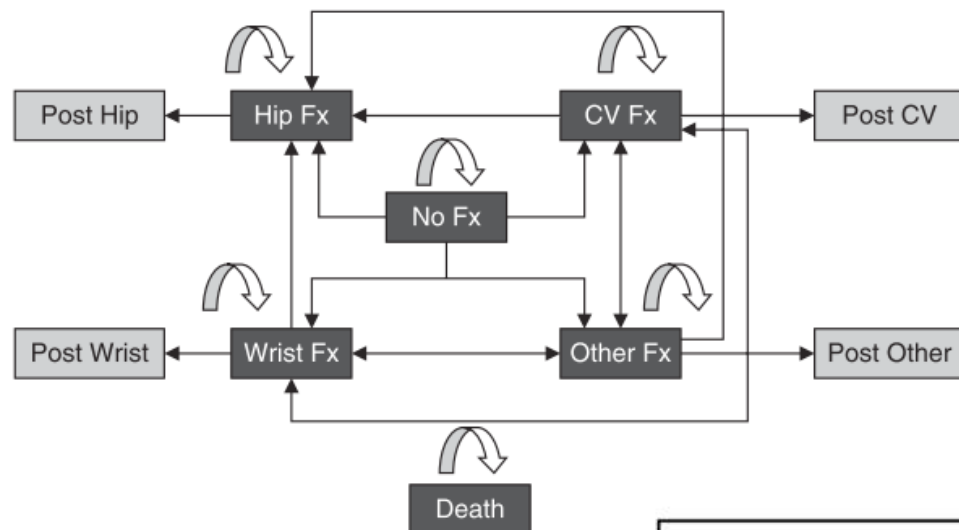 Post Hip
Hip Fx
CV Fx
Post CV
No Fx
Post Wrist
Wrist Fx
Other Fx
Post Other
Death